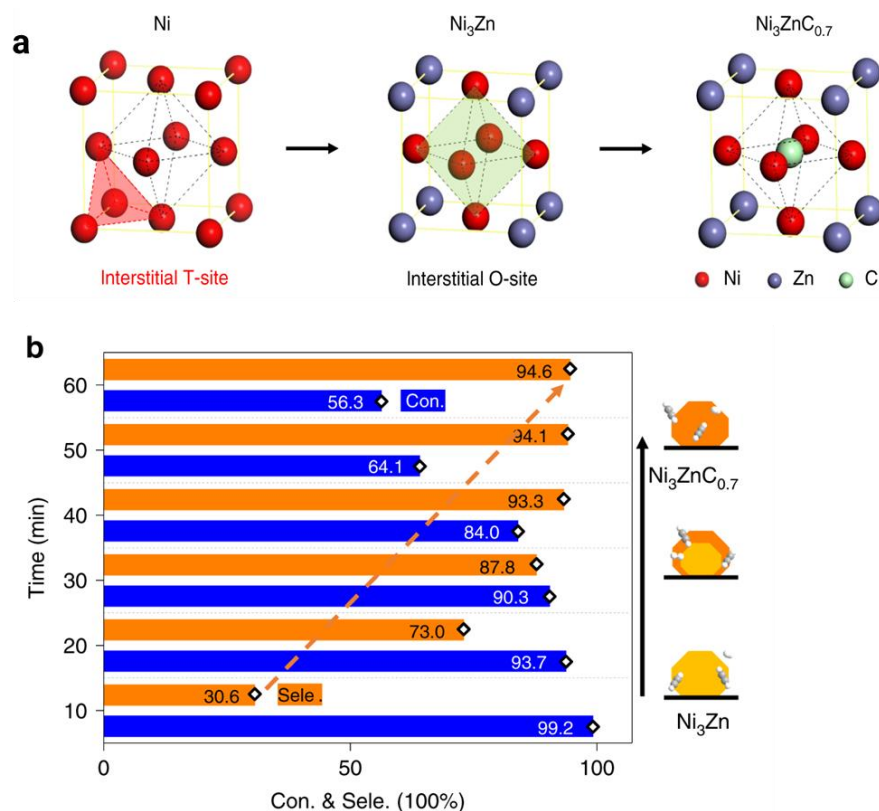 a
Ni
Ni₃Zn
Ni₃ZnC₀.₇
Interstitial T-site
Interstitial O-site
Ni
Zn
C
b
Time (min)
60
50
40
30
20
10
94.6
56.3
Con.
94.1
64.1
93.3
84.0
87.8
90.3
73.0
93.7
30.6
Sele .
99.2
0
50
100
Con. & Sele. (100%)
Ni₃ZnC₀.₇
Ni₃Zn